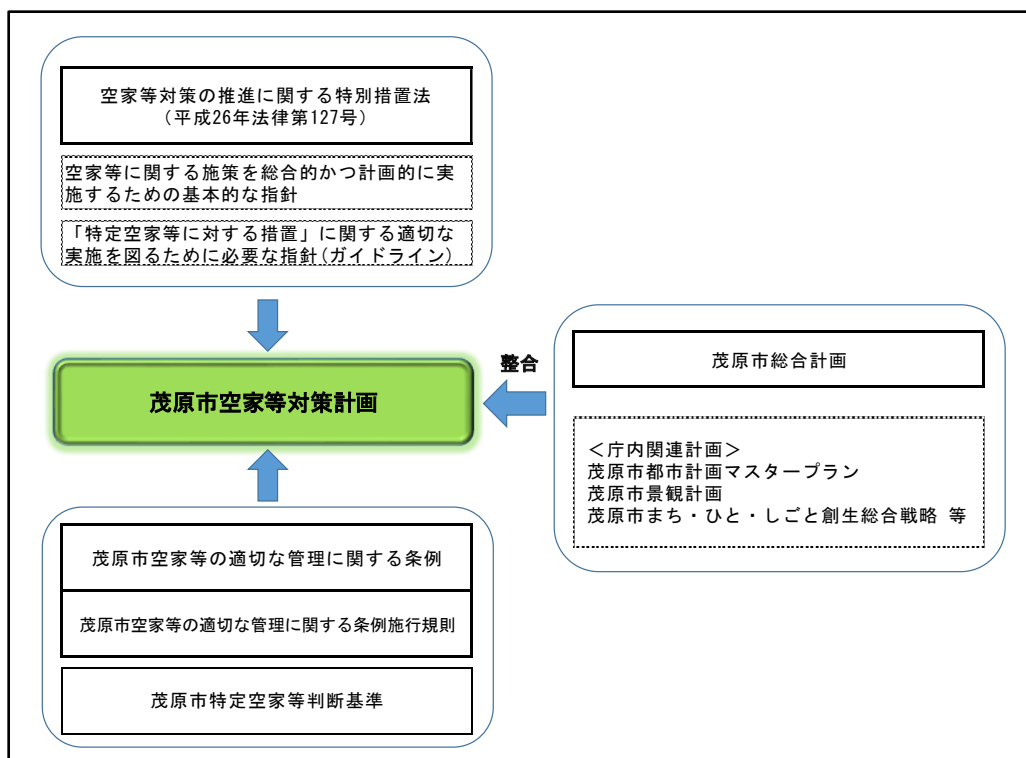 空家等対策の推進に関する特別措置法
(平成26年法律第127号)
空家等に関する施策を総合的かつ計画的に実
施するための基本的な指針
「特定空家等に対する措置」に関する適切な
実施を図るために必要な指針(ガイドライン)
茂原市空家等対策計画
整合
茂原市総合計画
<庁内関連計画>
茂原市都市計画マスタープラン
茂原市景観計画
茂原市まち・ひと・しごと創生総合戦略 等
茂原市空家等の適切な管理に関する条例
茂原市空家等の適切な管理に関する条例施行規則
茂原市特定空家等判断基準